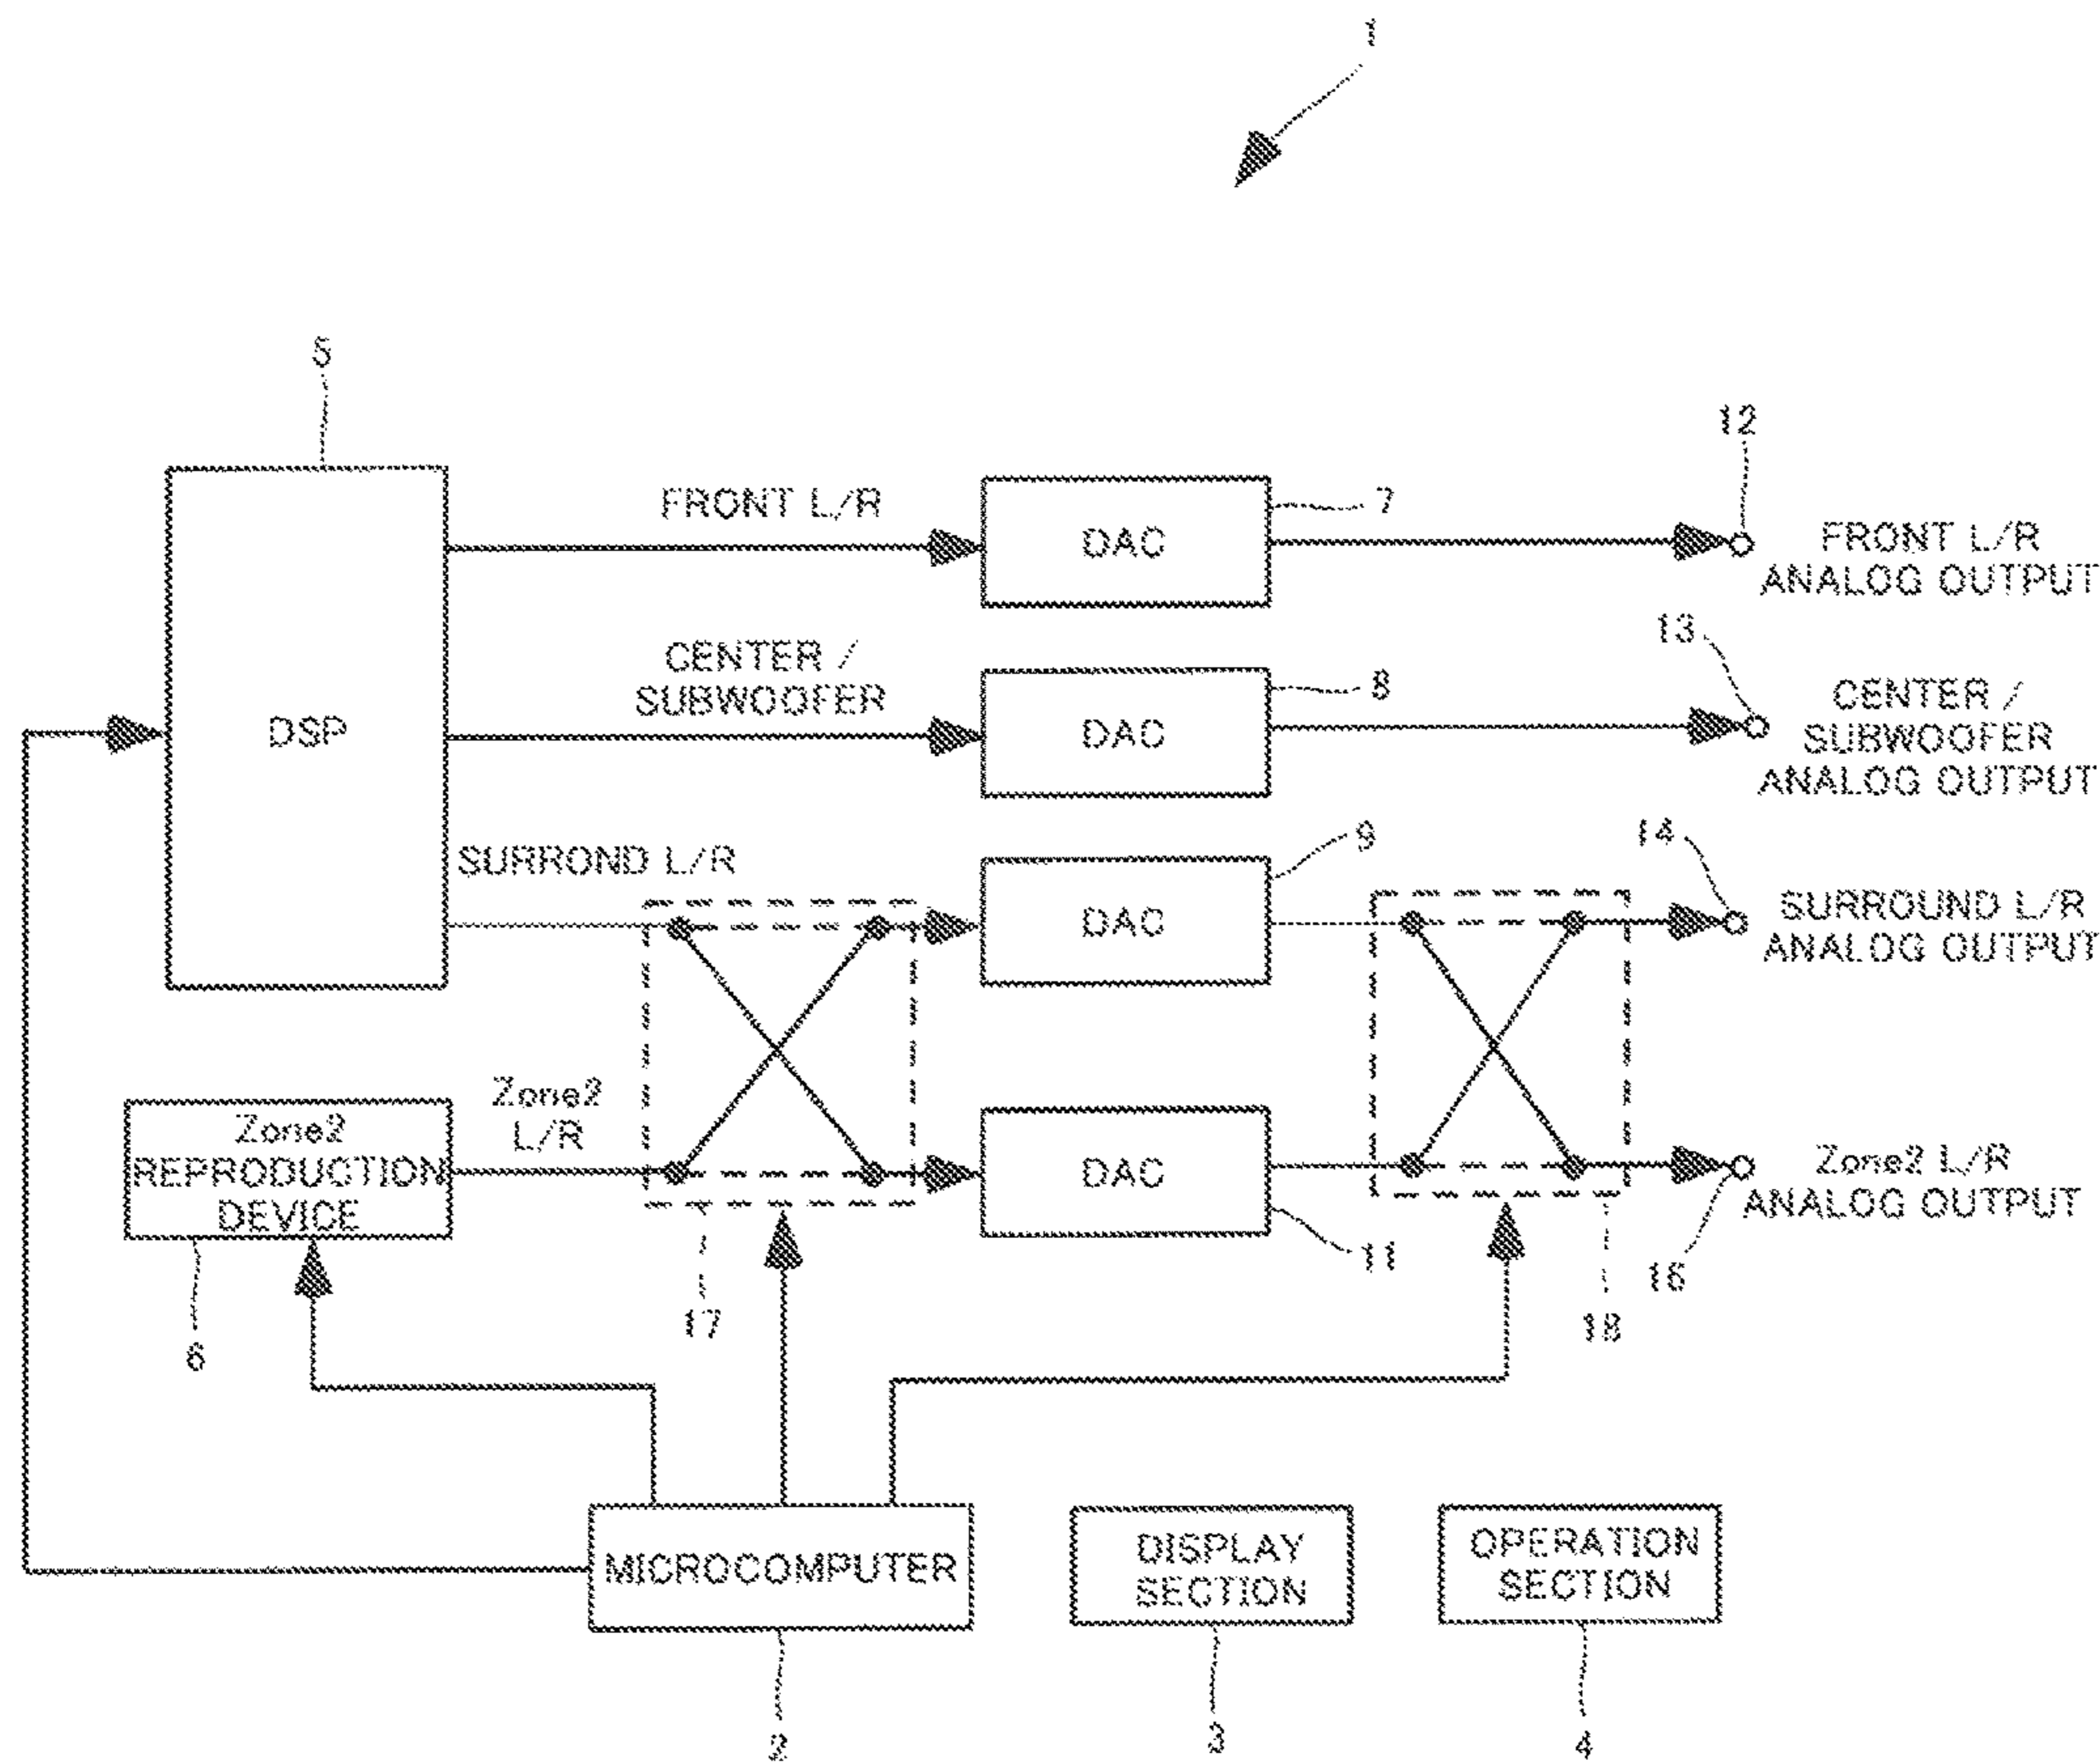 1
5
12
FRONT L/R
DAC
7
FRONT L/R
ANALOG OUTPUT
13
CENTER /
SUBWOOFER
DSP
DAC
8
CENTER /
SUBWOOFER
ANALOG OUTPUT
SURROND L/R
DAC
9
14
SURROUND L/R
ANALOG OUTPUT
Zone2
L/R
Zone2
REPRODUCTION
DEVICE
DAC
11
Zone2 L/R
ANALOG OUTPUT
16
6
17
18
MICROCOMPUTER
DISPLAY
SECTION
OPERATION
SECTION
2
3
4